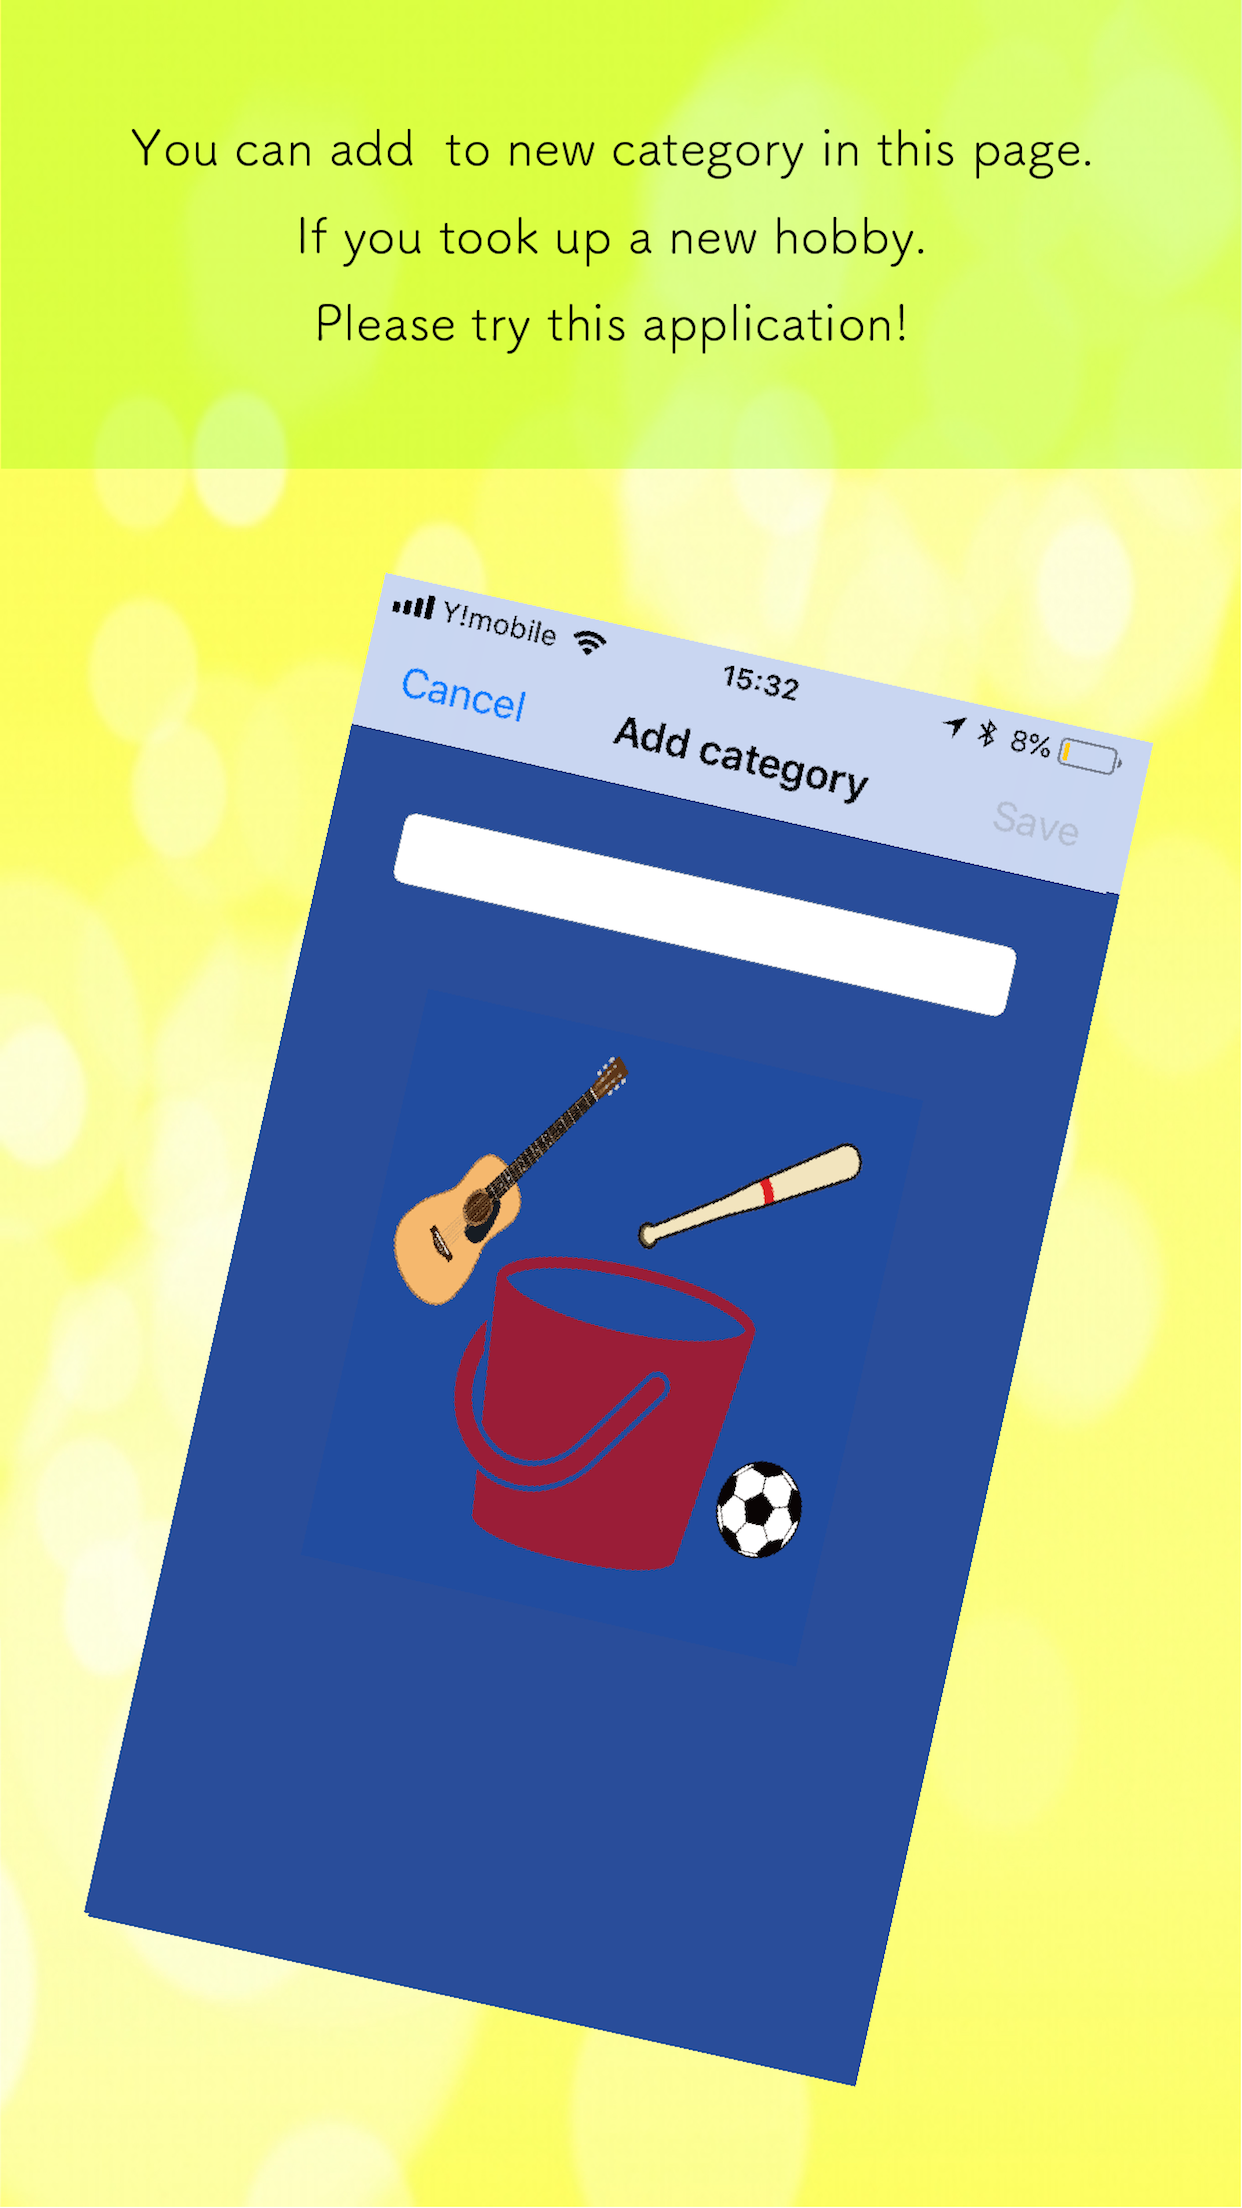 You can add to new category in this page.
If you took up a new hobby.
Please try this application!
Y!mobile 15:32 8%
Cancel Add category Save